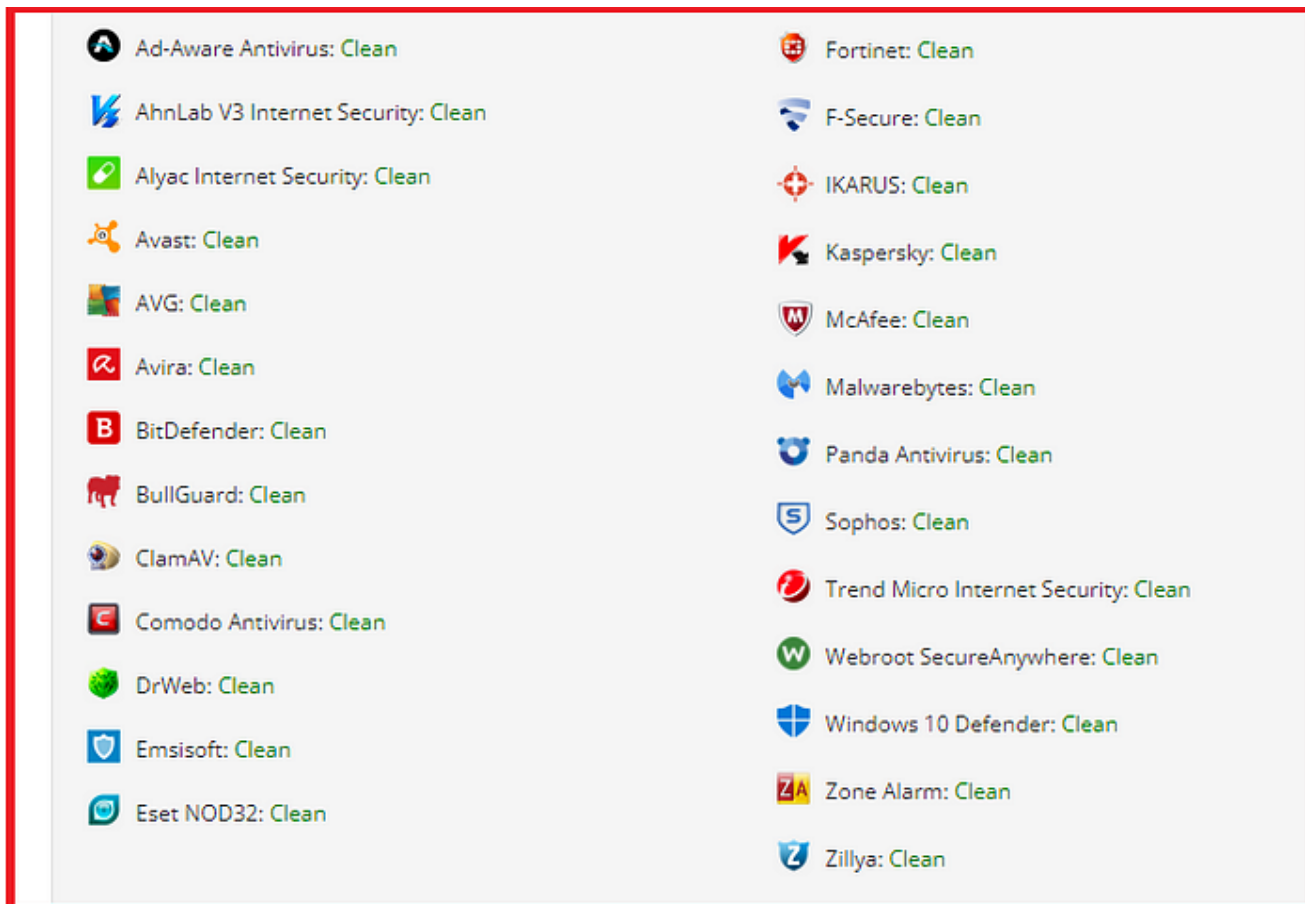 Ad-Aware Antivirus: Clean
AhnLab V3 Internet Security: Clean
Alyac Internet Security: Clean
Avast: Clean
AVG: Clean
Avira: Clean
BitDefender: Clean
BullGuard: Clean
ClamAV: Clean
Comodo Antivirus: Clean
DrWeb: Clean
Emsisoft: Clean
Eset NOD32: Clean
Fortinet: Clean
F-Secure: Clean
IKARUS: Clean
Kaspersky: Clean
McAfee: Clean
Malwarebytes: Clean
Panda Antivirus: Clean
Sophos: Clean
Trend Micro Internet Security: Clean
Webroot SecureAnywhere: Clean
Windows 10 Defender: Clean
Zone Alarm: Clean
Zillya: Clean